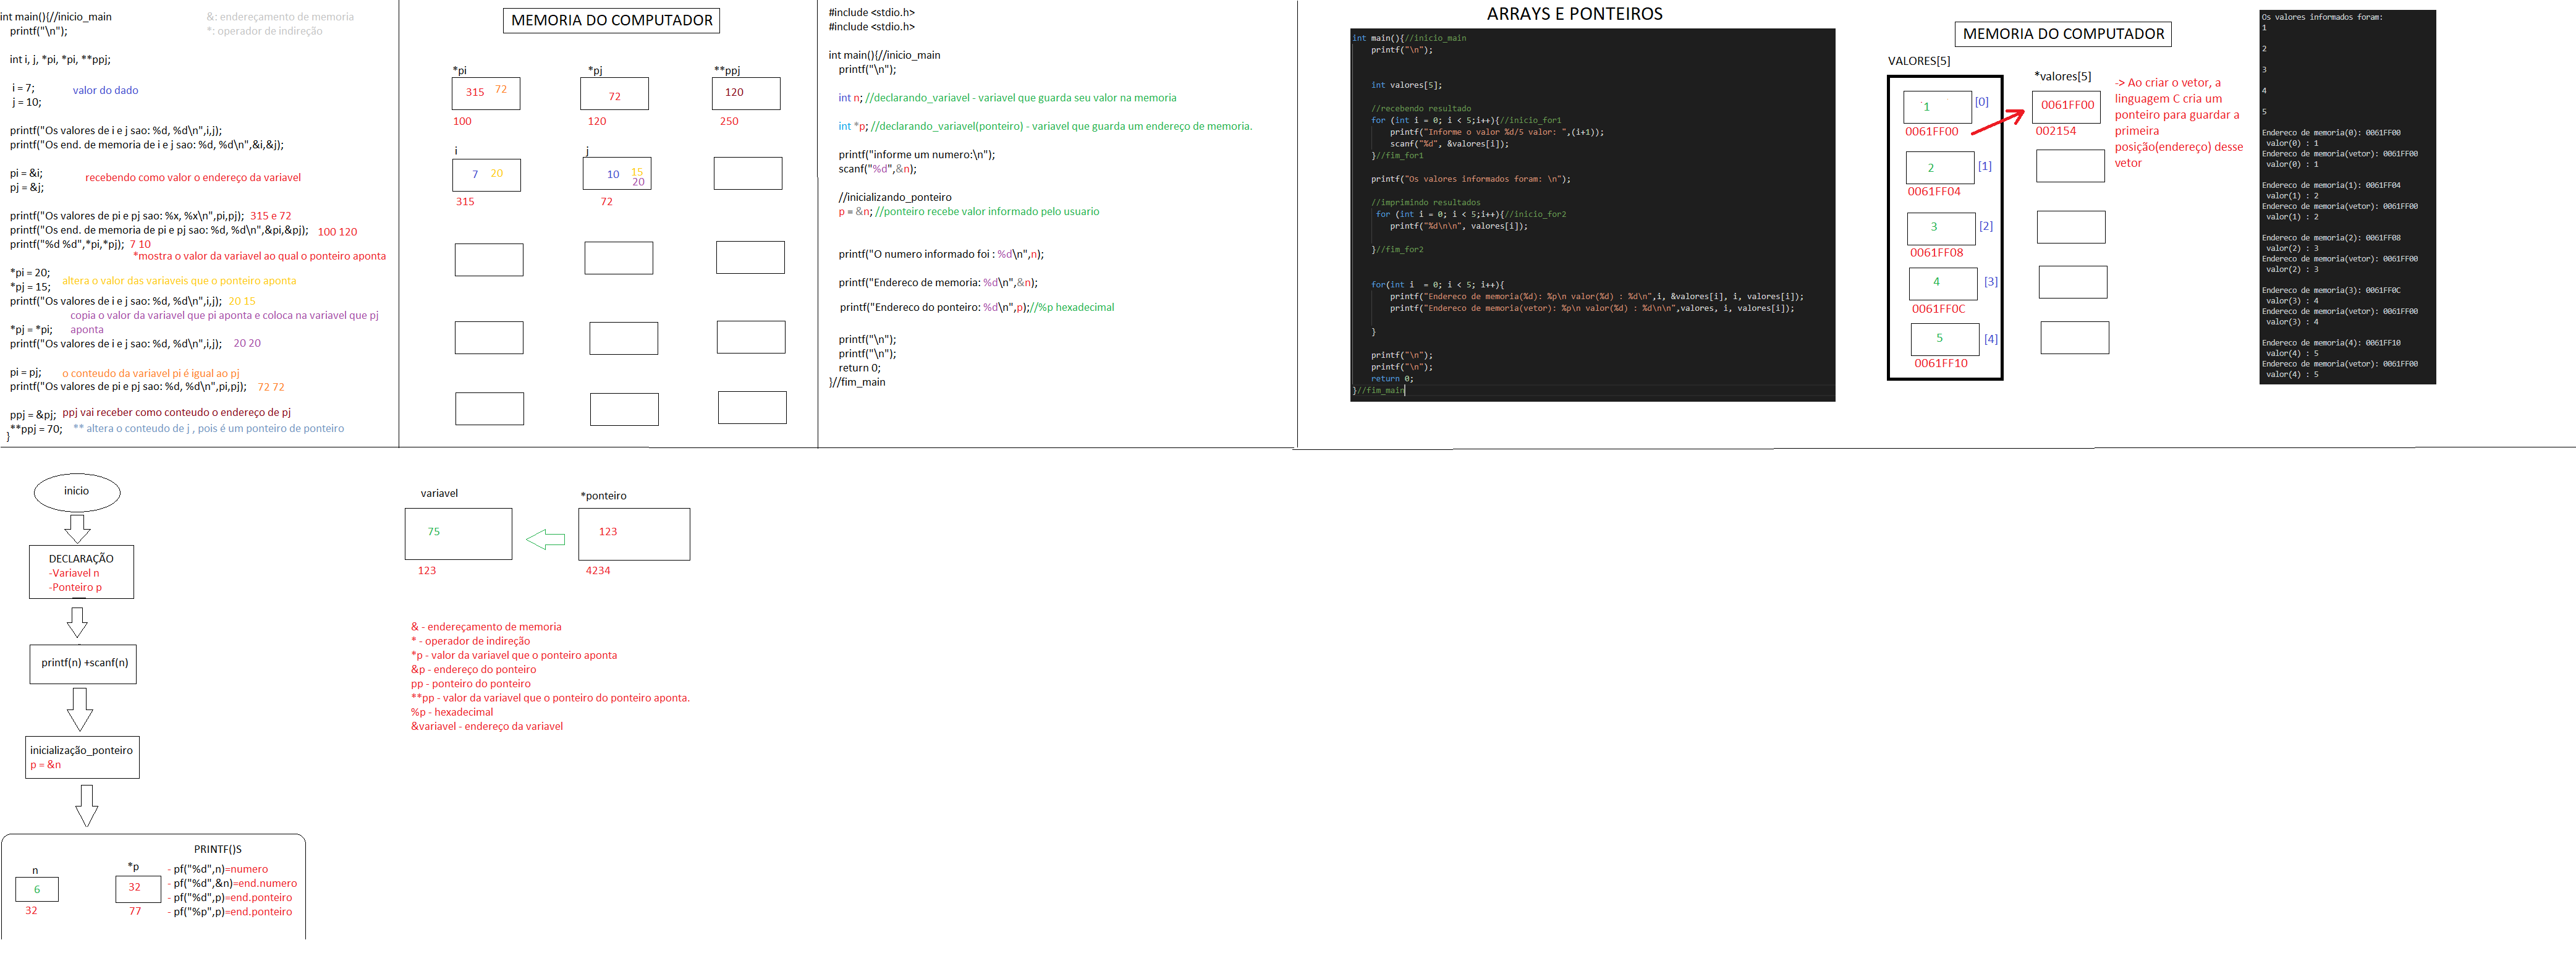 int main(){//inicio_main
&: endereçamento de memoria
printf("\n");
*: operador de indireção
int i, j, *pi, *pi, **ppj;
i = 7;
valor do dado
j = 10;
printf("Os valores de i e j sao: %d, %d\n",i,j);
printf("Os end. de memoria de i e j sao: %d, %d\n",&i,&j);
pi = &i;
recebendo como valor o endereço da variavel
pj = &j;
printf("Os valores de pi e pj sao: %x, %x\n",pi,pj); 315 e 72
printf("Os end. de memoria de pi e pj sao: %d, %d\n",&pi,&pj); 100 120
printf("%d %d",*pi,*pj); 7 10
*mostra o valor da variavel ao qual o ponteiro aponta
*pi = 20;
altera o valor das variaveis que o ponteiro aponta
*pj = 15;
printf("Os valores de i e j sao: %d, %d\n",i,j); 20 15
copia o valor da variavel que pi aponta e coloca na variavel que pj
*pj = *pi; aponta
printf("Os valores de i e j sao: %d, %d\n",i,j); 20 20
pi = pj; o conteudo da variavel pi é igual ao pj
printf("Os valores de pi e pj sao: %d, %d\n",pi,pj); 72 72
ppj = &pj; ppj vai receber como conteudo o endereço de pj
**ppj = 70; ** altera o conteudo de j , pois é um ponteiro de ponteiro
}
MEMORIA DO COMPUTADOR
*pi *pj **ppj
315 72 72 120
100 120 250
i j
7 20 10 15
20
315 72
#include <stdio.h>
#include <stdio.h>
int main(){//inicio_main
printf("\n");
int n; //declarando_variavel - variavel que guarda seu valor na memoria
int *p; //declarando_variavel(ponteiro) - variavel que guarda um endereço de memoria.
printf("informe um numero:\n");
scanf("%d",&n);
//inicializando_ponteiro
p = &n; //ponteiro recebe valor informado pelo usuario
printf("O numero informado foi : %d\n",n);
printf("Endereco de memoria: %d\n",&n);
printf("Endereco do ponteiro: %d\n",p);//%p hexadecimal
printf("\n");
printf("\n");
return 0;
}//fim_main
ARRAYS E PONTEIROS
int main(){//inicio_main
printf("\n");
int valores[5];
//recebendo resultado
for (int i = 0; i < 5;i++){//inicio_for1
printf("Informe o valor %d/5 valor: ",(i+1));
scanf("%d", &valores[i]);
}//fim_for1
printf("Os valores informados foram: \n");
//imprimindo resultados
for (int i = 0; i < 5;i++){//inicio_for2
printf("%d\n\n", valores[i]);
}//fim_for2
for(int i  = 0; i < 5; i++){
printf("Endereco de memoria(%d): %p\n valor(%d) : %d\n",i, &valores[i], i, valores[i]);
printf("Endereco de memoria(vetor): %p\n valor(%d) : %d\n\n",valores, i, valores[i]);
}
printf("\n");
printf("\n");
return 0;
}//fim_main
MEMORIA DO COMPUTADOR
VALORES[5]
*valores[5]
1 [0]
0061FF00
0061FF00
002154
2 [1]
0061FF04
3 [2]
0061FF08
4 [3]
0061FF0C
5 [4]
0061FF10
-> Ao criar o vetor, a
linguagem C cria um
ponteiro para guardar a
primeira
posição(endereço) desse
vetor
Os valores informados foram:
1
2
3
4
5
Endereco de memoria(0): 0061FF00
valor(0) : 1
Endereco de memoria(vetor): 0061FF00
valor(0) : 1
Endereco de memoria(1): 0061FF04
valor(1) : 2
Endereco de memoria(vetor): 0061FF00
valor(1) : 2
Endereco de memoria(2): 0061FF08
valor(2) : 3
Endereco de memoria(vetor): 0061FF00
valor(2) : 3
Endereco de memoria(3): 0061FF0C
valor(3) : 4
Endereco de memoria(vetor): 0061FF00
valor(3) : 4
Endereco de memoria(4): 0061FF10
valor(4) : 5
Endereco de memoria(vetor): 0061FF00
valor(4) : 5
inicio
DECLARAÇÃO
-Variavel n
-Ponteiro p
printf(n) +scanf(n)
inicialização_ponteiro
p = &n
PRINTF()S
n *p
6 32
32 77
- pf("%d",n)=numero
- pf("%d",&n)=end.numero
- pf("%d",p)=end.ponteiro
- pf("%p",p)=end.ponteiro
variavel *ponteiro
75 123
123 4234
& - endereçamento de memoria
* - operador de indireção
*p - valor da variavel que o ponteiro aponta
&p - endereço do ponteiro
pp - ponteiro do ponteiro
**pp - valor da variavel que o ponteiro do ponteiro aponta.
%p - hexadecimal
&variavel - endereço da variavel